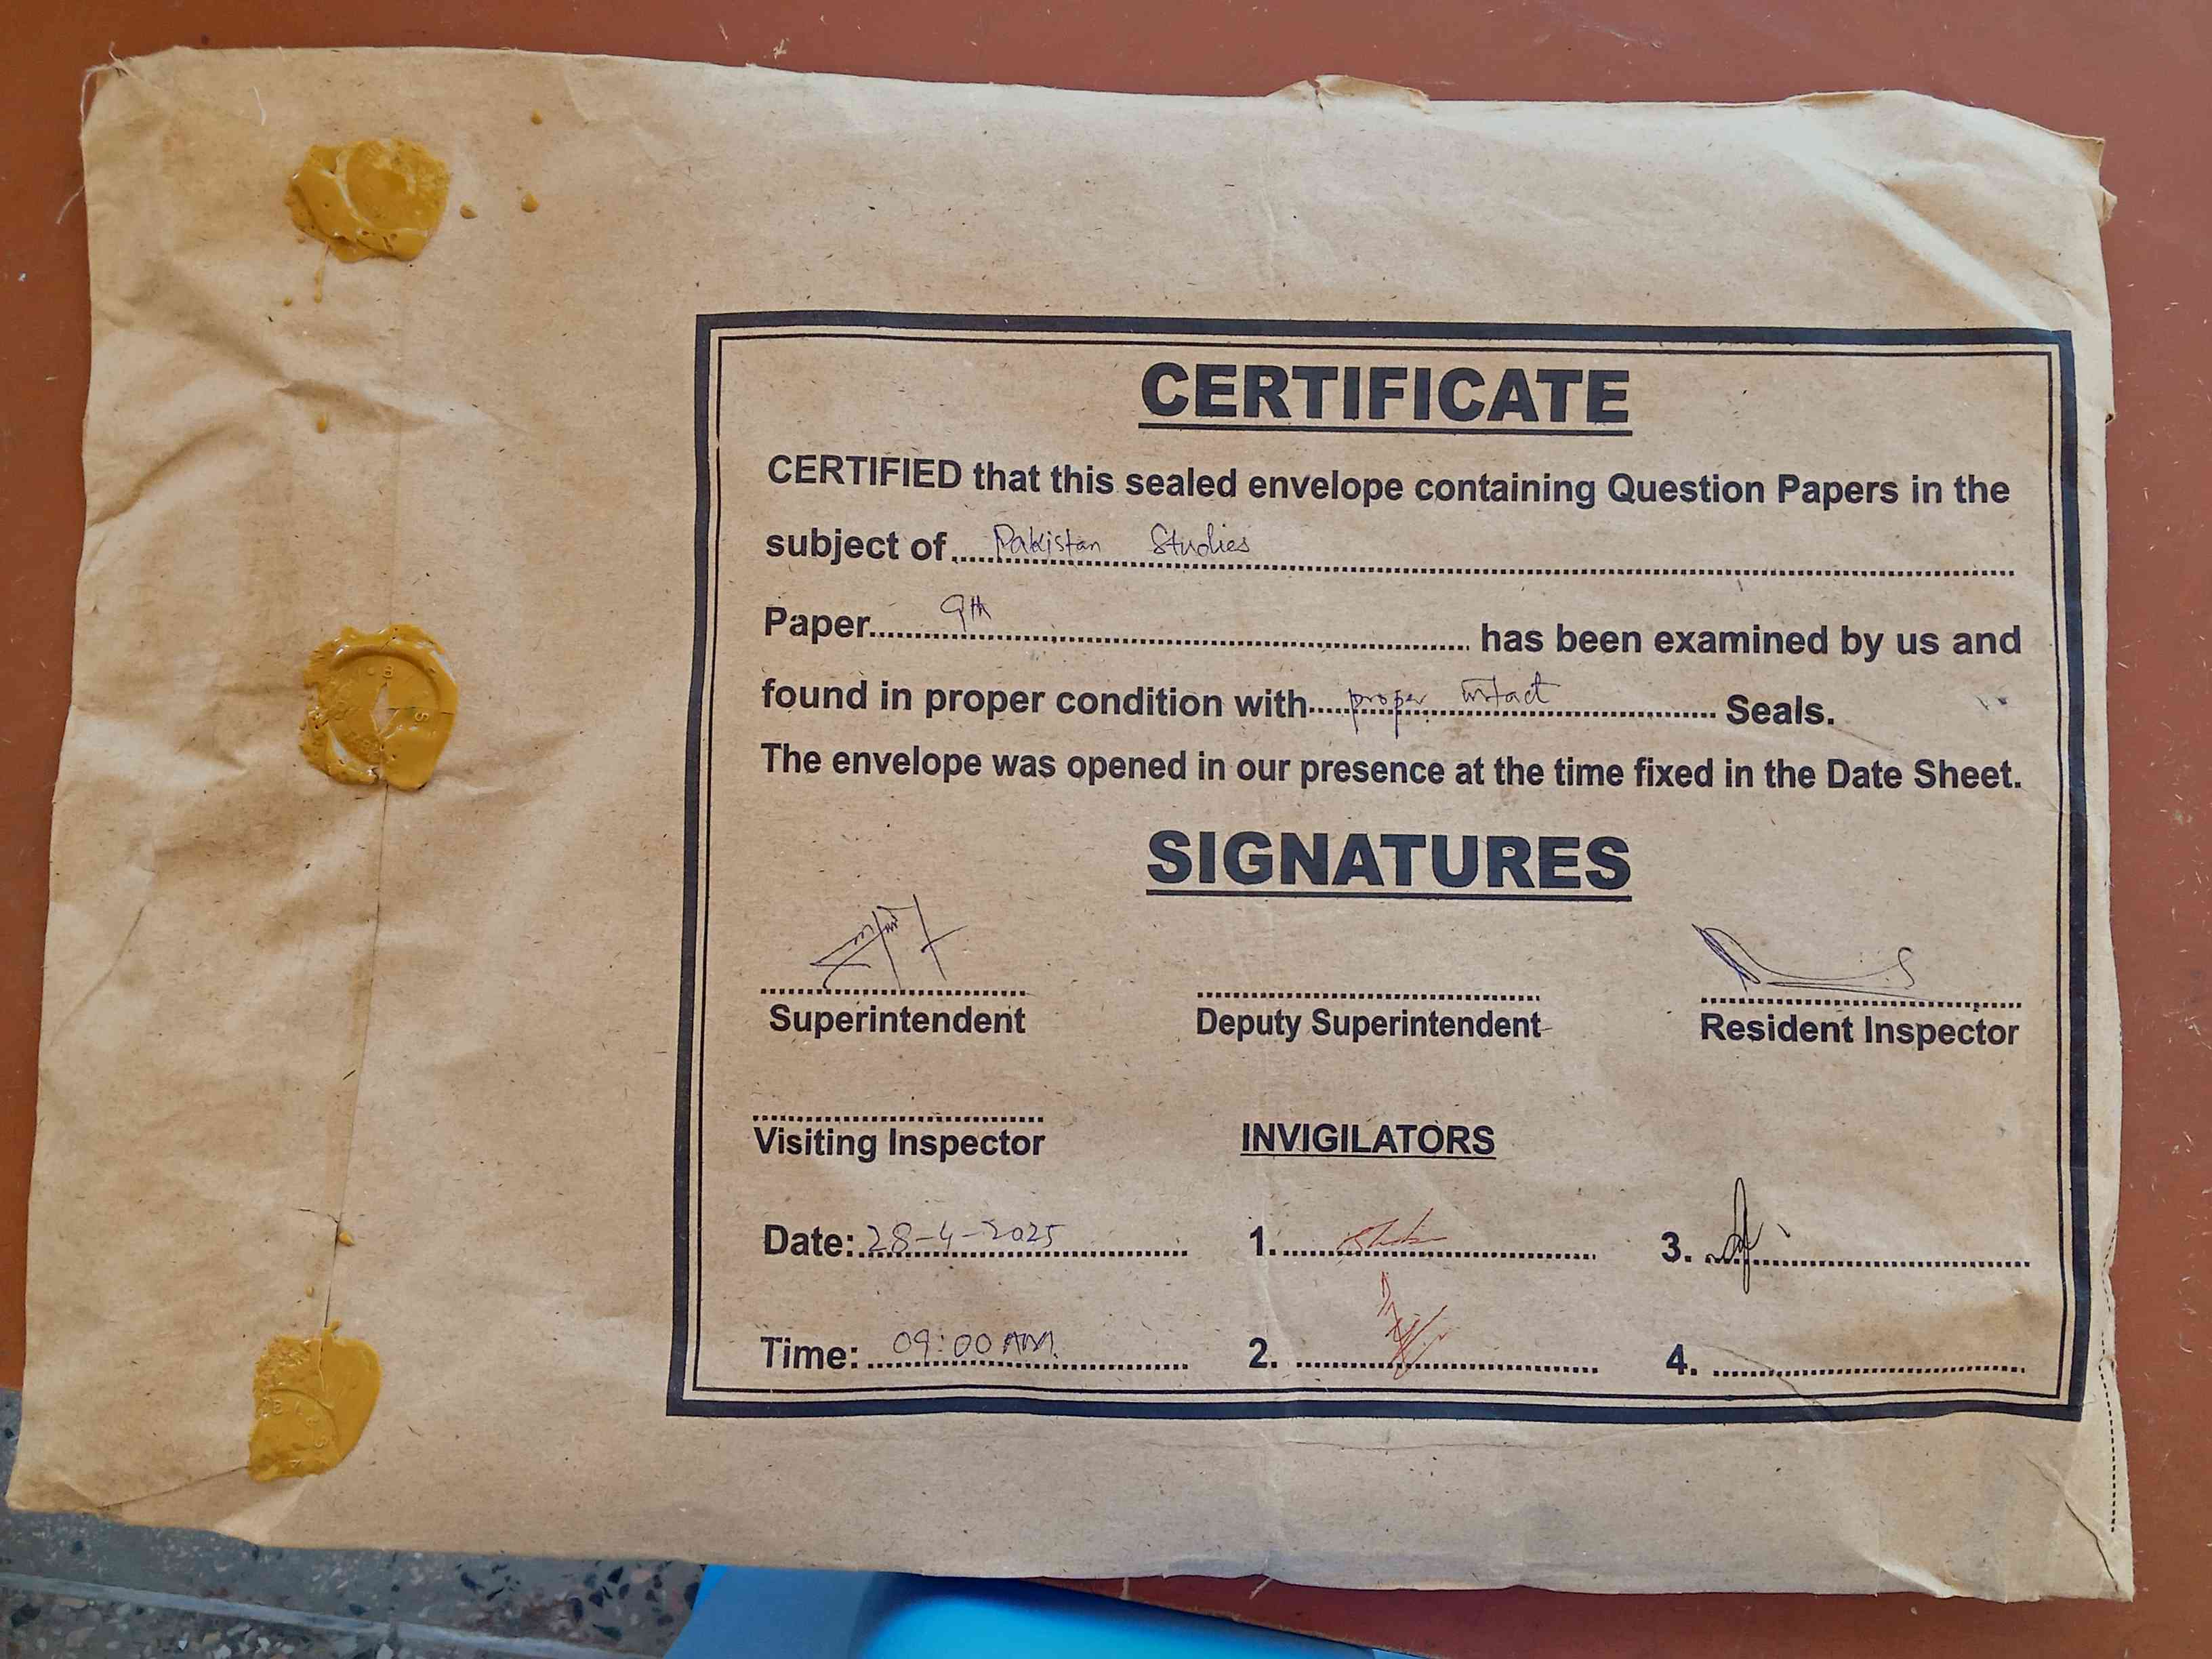 CERTIFICATE
CERTIFIED that this sealed envelope containing Question Papers in the
subject of Pakistan Studies
Paper 9th has been examined by us and
found in proper condition with proper intact Seals.
The envelope was opened in our presence at the time fixed in the Date Sheet.
SIGNATURES
Superintendent Deputy Superintendent Resident Inspector
Visiting Inspector INVIGILATORS
Date: 28-4-2025 1. 3.
Time: 09:00 AM. 2. 4.